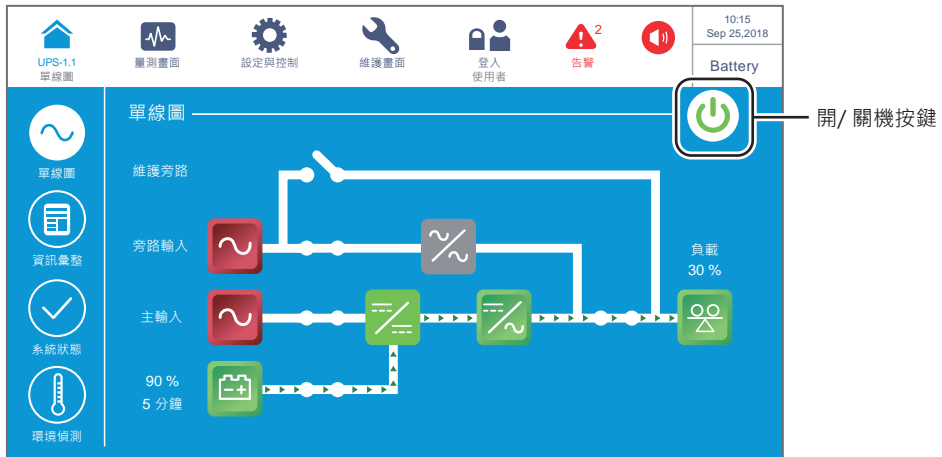 UPS-1.1
單線圖
量測畫面
設定與控制
維護畫面
登入
使用者
2
告警
10:15
Sep 25,2018
Battery
單線圖
資訊彙整
系統狀態
環境偵測
單線圖
開/ 關機按鍵
維護旁路
旁路輸入
主輸入
90 %
5 分鐘
負載
30 %